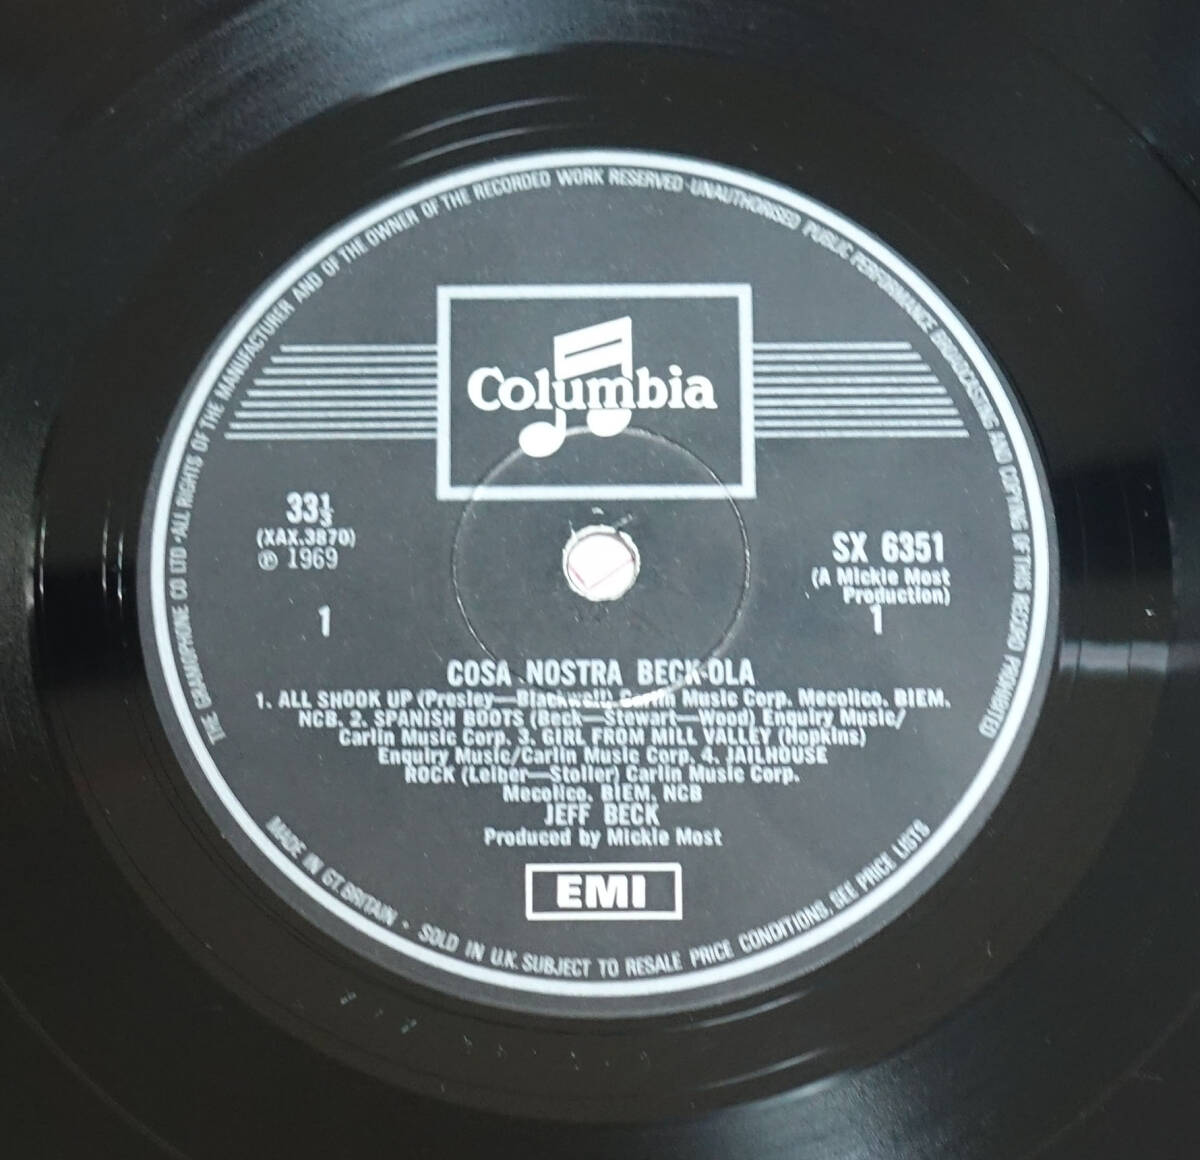 THE GRAMOPHONE CO LTD • ALL RIGHTS OF THE MANUFACTURER AND OF THE OWNER OF THE RECORDED WORK RESERVED • UNAUTHORISED PUBLIC PERFORMANCE BROADCASTING AND COPYING OF THIS RECORD PROHIBITED
Columbia
33⅓
(XAX.3870)
℗ 1969
1
SX 6351
(A Mickie Most
Production)
1
COSA NOSTRA BECK-OLA
1. ALL SHOOK UP (Presley—Blackwell) Carlin Music Corp. Mecolico, BIEM,
NCB. 2. SPANISH BOOTS (Beck—Stewart—Wood) Enquiry Music/
Carlin Music Corp. 3. GIRL FROM MILL VALLEY (Hopkins)
Enquiry Music/Carlin Music Corp. 4. JAILHOUSE
ROCK (Leiber—Stoller) Carlin Music Corp.
Mecolico, BIEM, NCB
JEFF BECK
Produced by Mickie Most
EMI
MADE IN GT. BRITAIN • SOLD IN U.K. SUBJECT TO RESALE PRICE CONDITIONS, SEE PRICE LISTS